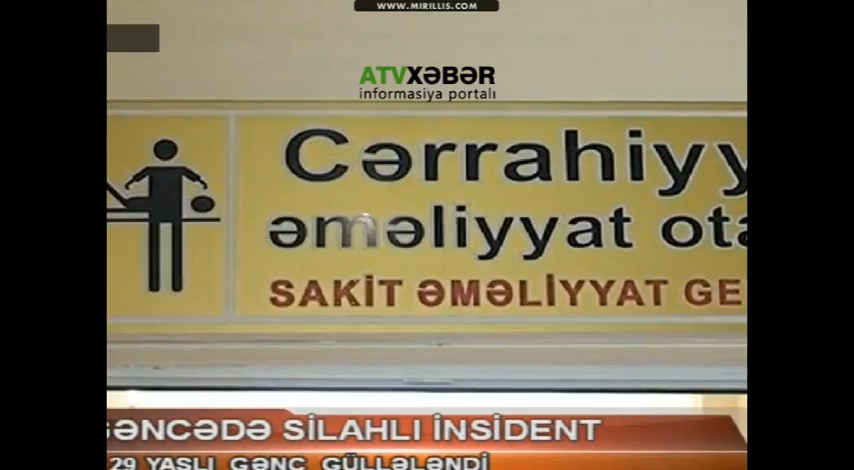 WWW.MIRILLIS.COM
ATVXƏBƏR
informasiya portalı
Cərrahiyy
əməliyyat ota
SAKİT ƏMƏLİYYAT GE
GƏNCƏDƏ SİLAHLI İNSİDENT
29 YAŞLI GƏNC GÜLLƏLƏNDİ